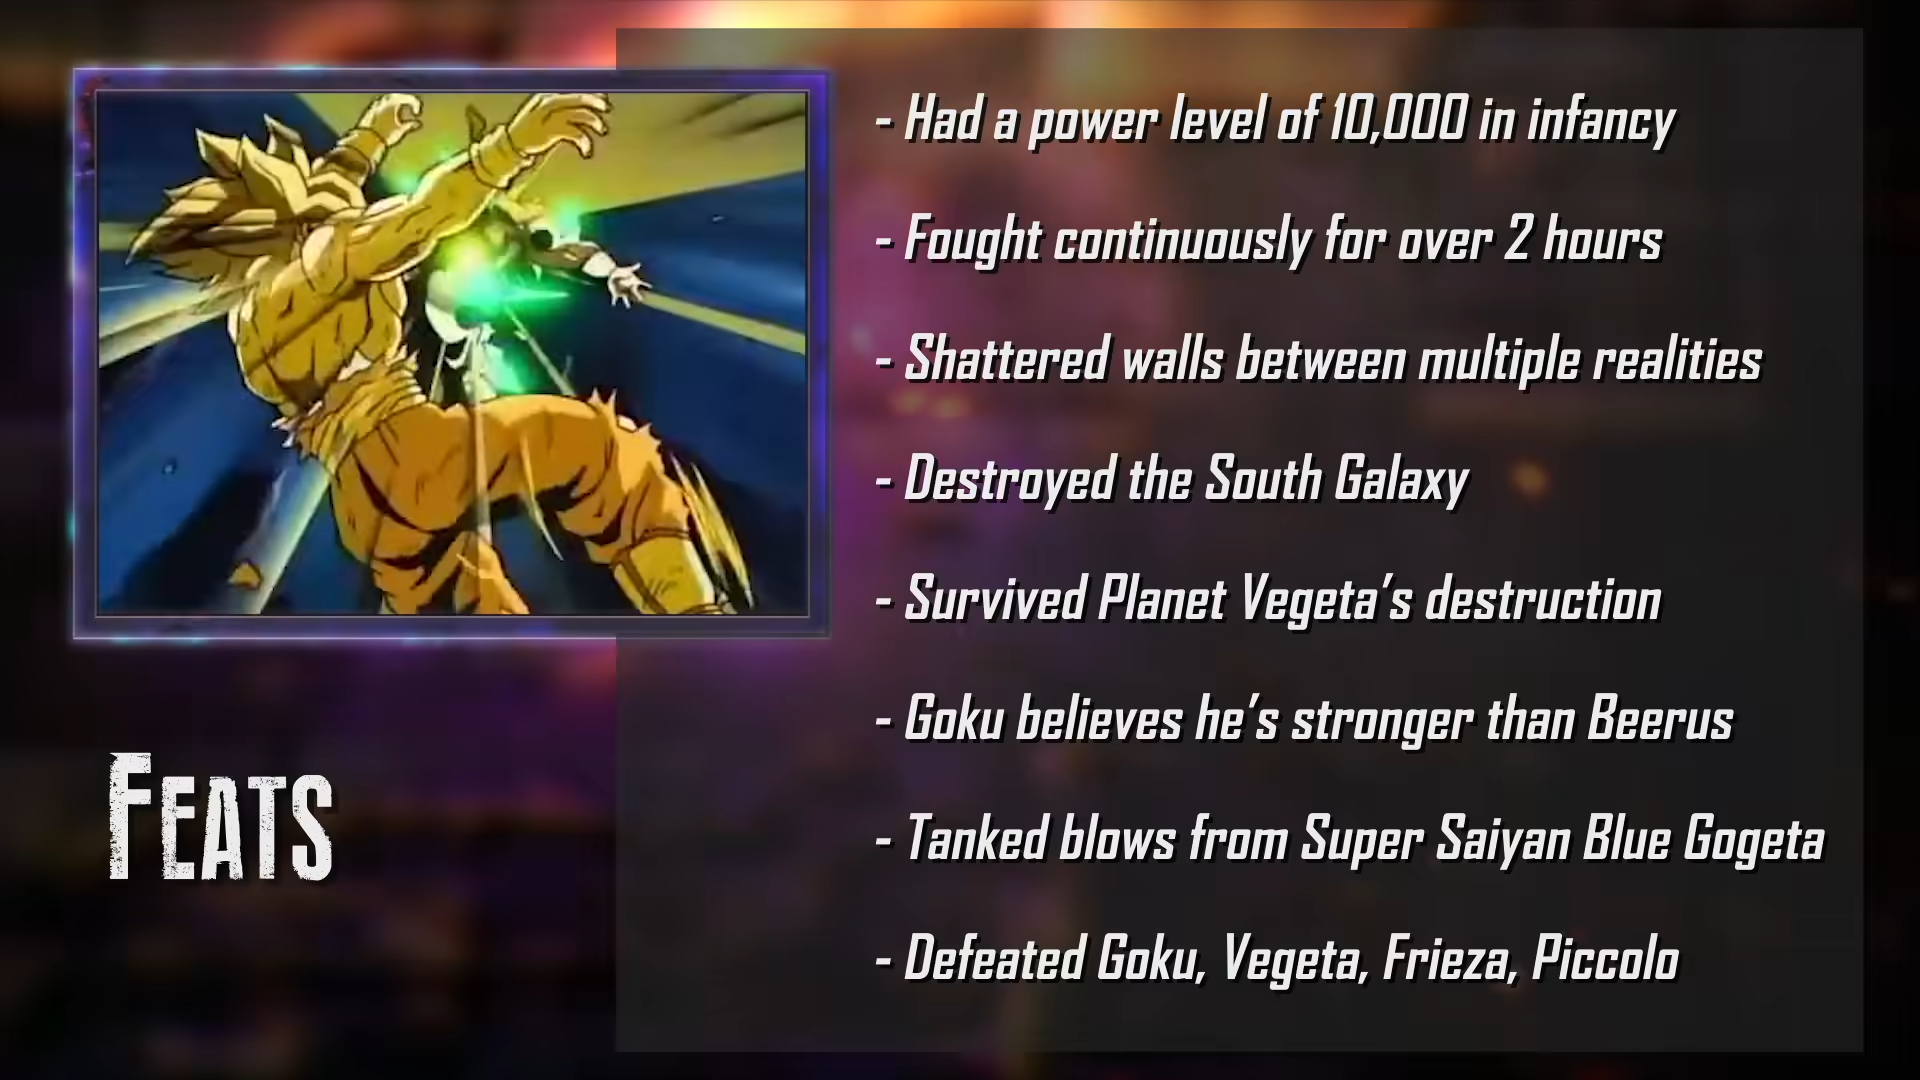 - Had a power level of 10,000 in infancy
- Fought continuously for over 2 hours
- Shattered walls between multiple realities
- Destroyed the South Galaxy
- Survived Planet Vegeta's destruction
- Goku believes he's stronger than Beerus
- Tanked blows from Super Saiyan Blue Gogeta
- Defeated Goku, Vegeta, Frieza, Piccolo
Feats